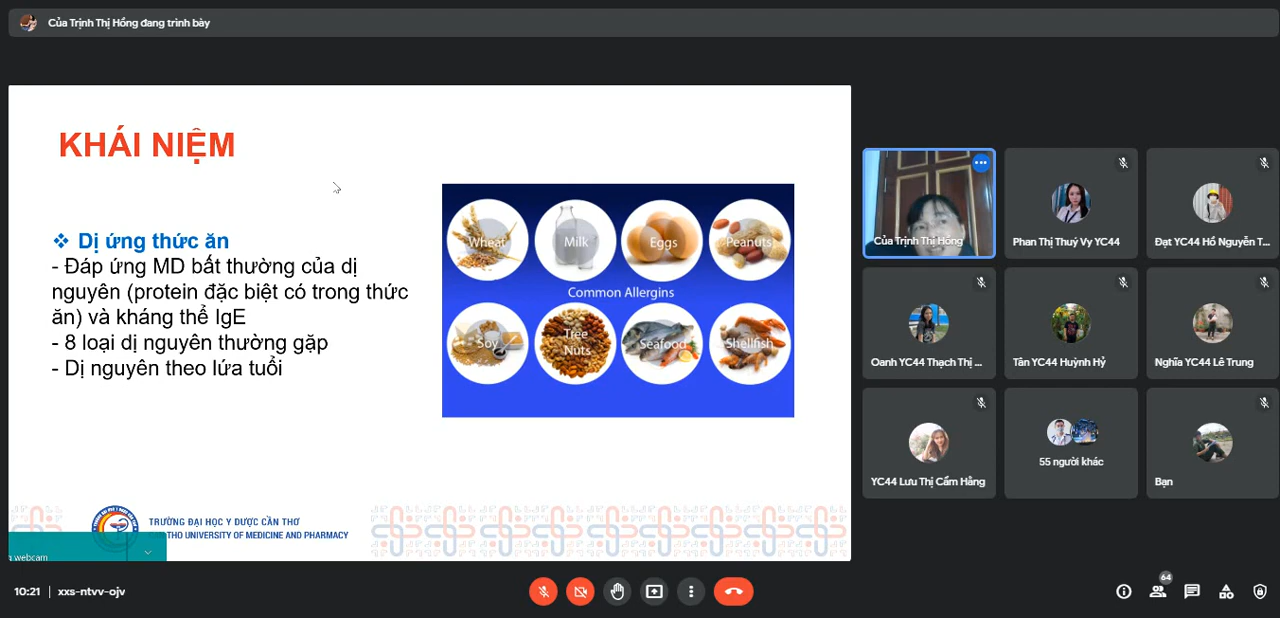 Của Trịnh Thị Hồng đang trình bày
KHÁI NIỆM
❖ Dị ứng thức ăn
- Đáp ứng MD bất thường của dị
nguyên (protein đặc biệt có trong thức
ăn) và kháng thể IgE
- 8 loại dị nguyên thường gặp
- Dị nguyên theo lứa tuổi
Wheat
Milk
Eggs
Peanuts
Common Allergins
Soy
Tree
Nuts
Seafood
Shellfish
TRƯỜNG ĐẠI HỌC Y DƯỢC CẦN THƠ
THO UNIVERSITY OF MEDICINE AND PHARMACY
webcam
Của Trịnh Thị Hồng
Phan Thị Thuý Vy YC44
Đạt YC44 Hồ Nguyễn T...
Oanh YC44 Thạch Thị ...
Tân YC44 Huỳnh Hỷ
Nghĩa YC44 Lê Trung
YC44 Lưu Thị Cẩm Hằng
55 người khác
Bạn
10:21 | xxs-ntvv-ojv
64